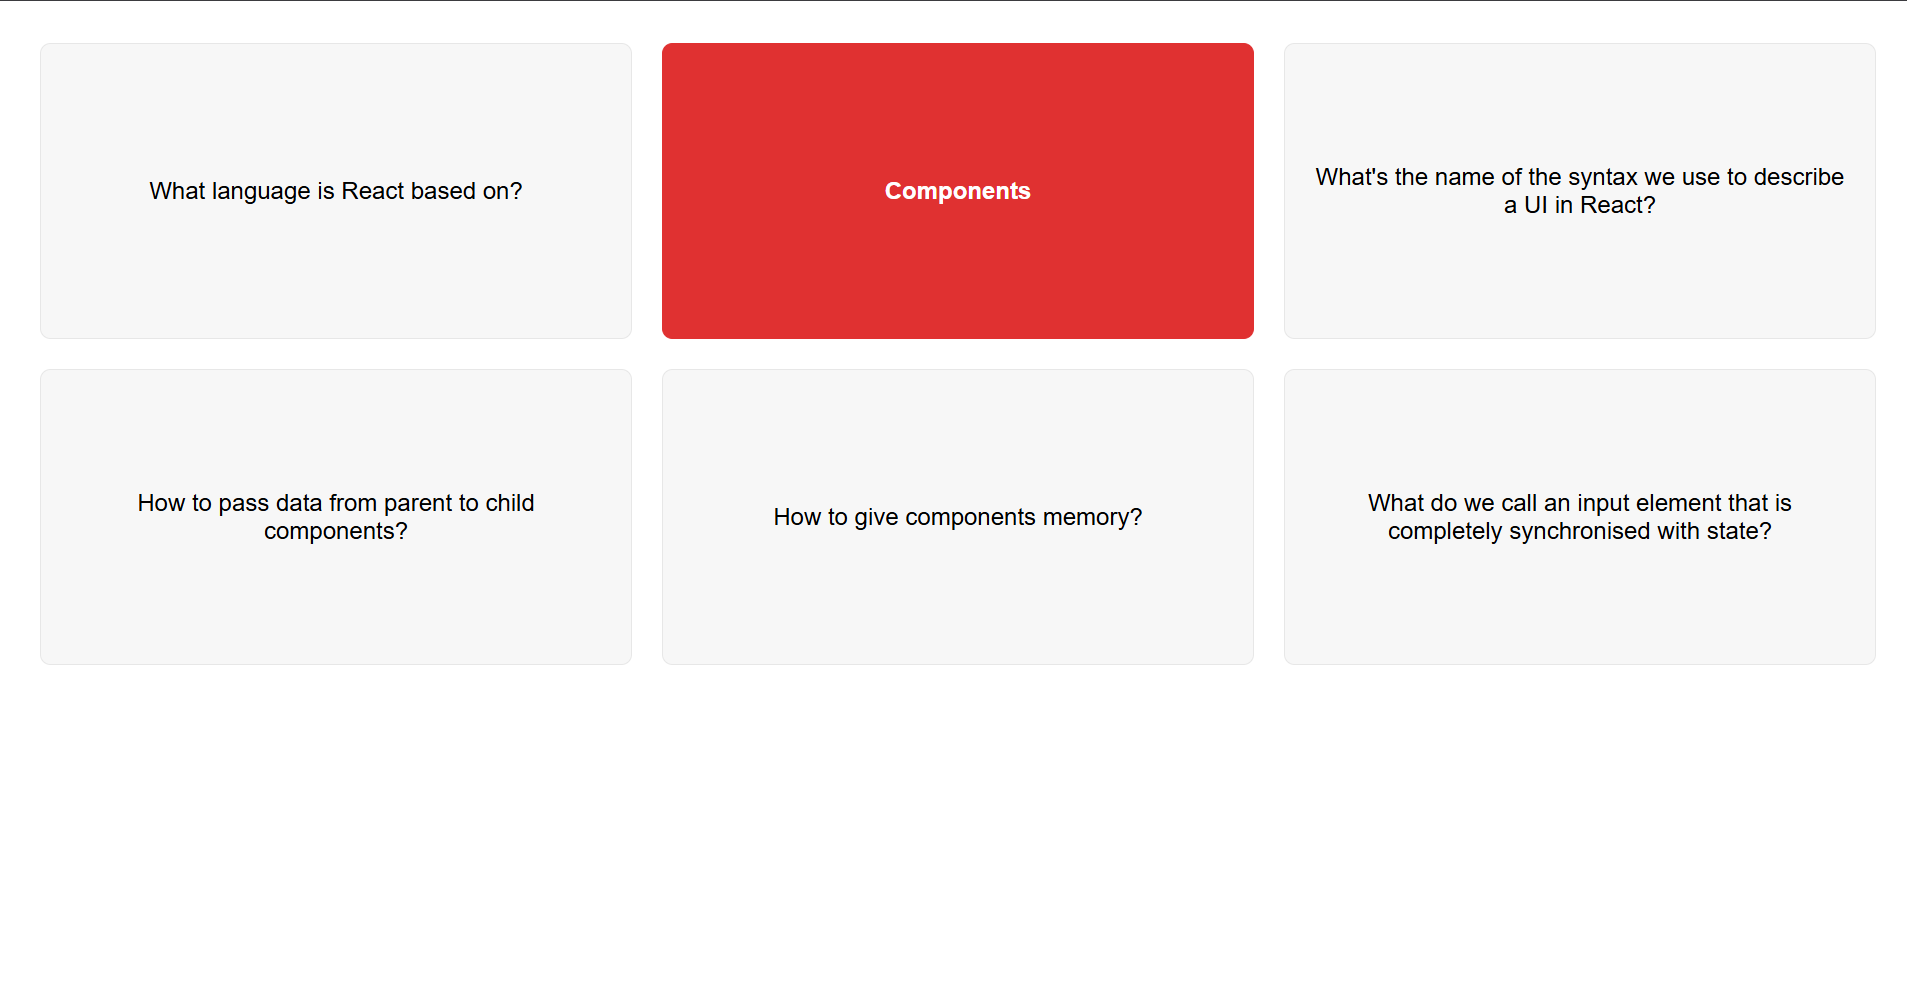 What language is React based on?
Components
What's the name of the syntax we use to describe
a UI in React?
How to pass data from parent to child
components?
How to give components memory?
What do we call an input element that is
completely synchronised with state?